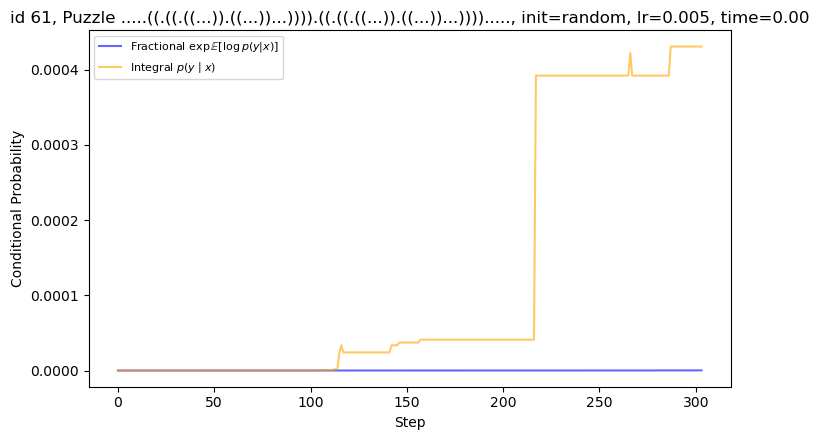 id 61, Puzzle .....((.((.((...)).((...))...)))).((.((.((...)).((...))...))))....., init=random, lr=0.005, time=0.00
Fractional exp𝔼[log p(y|x)]
Integral p(y | x)
Conditional Probability
0.0004
0.0003
0.0002
0.0001
0.0000
0 50 100 150 200 250 300
Step